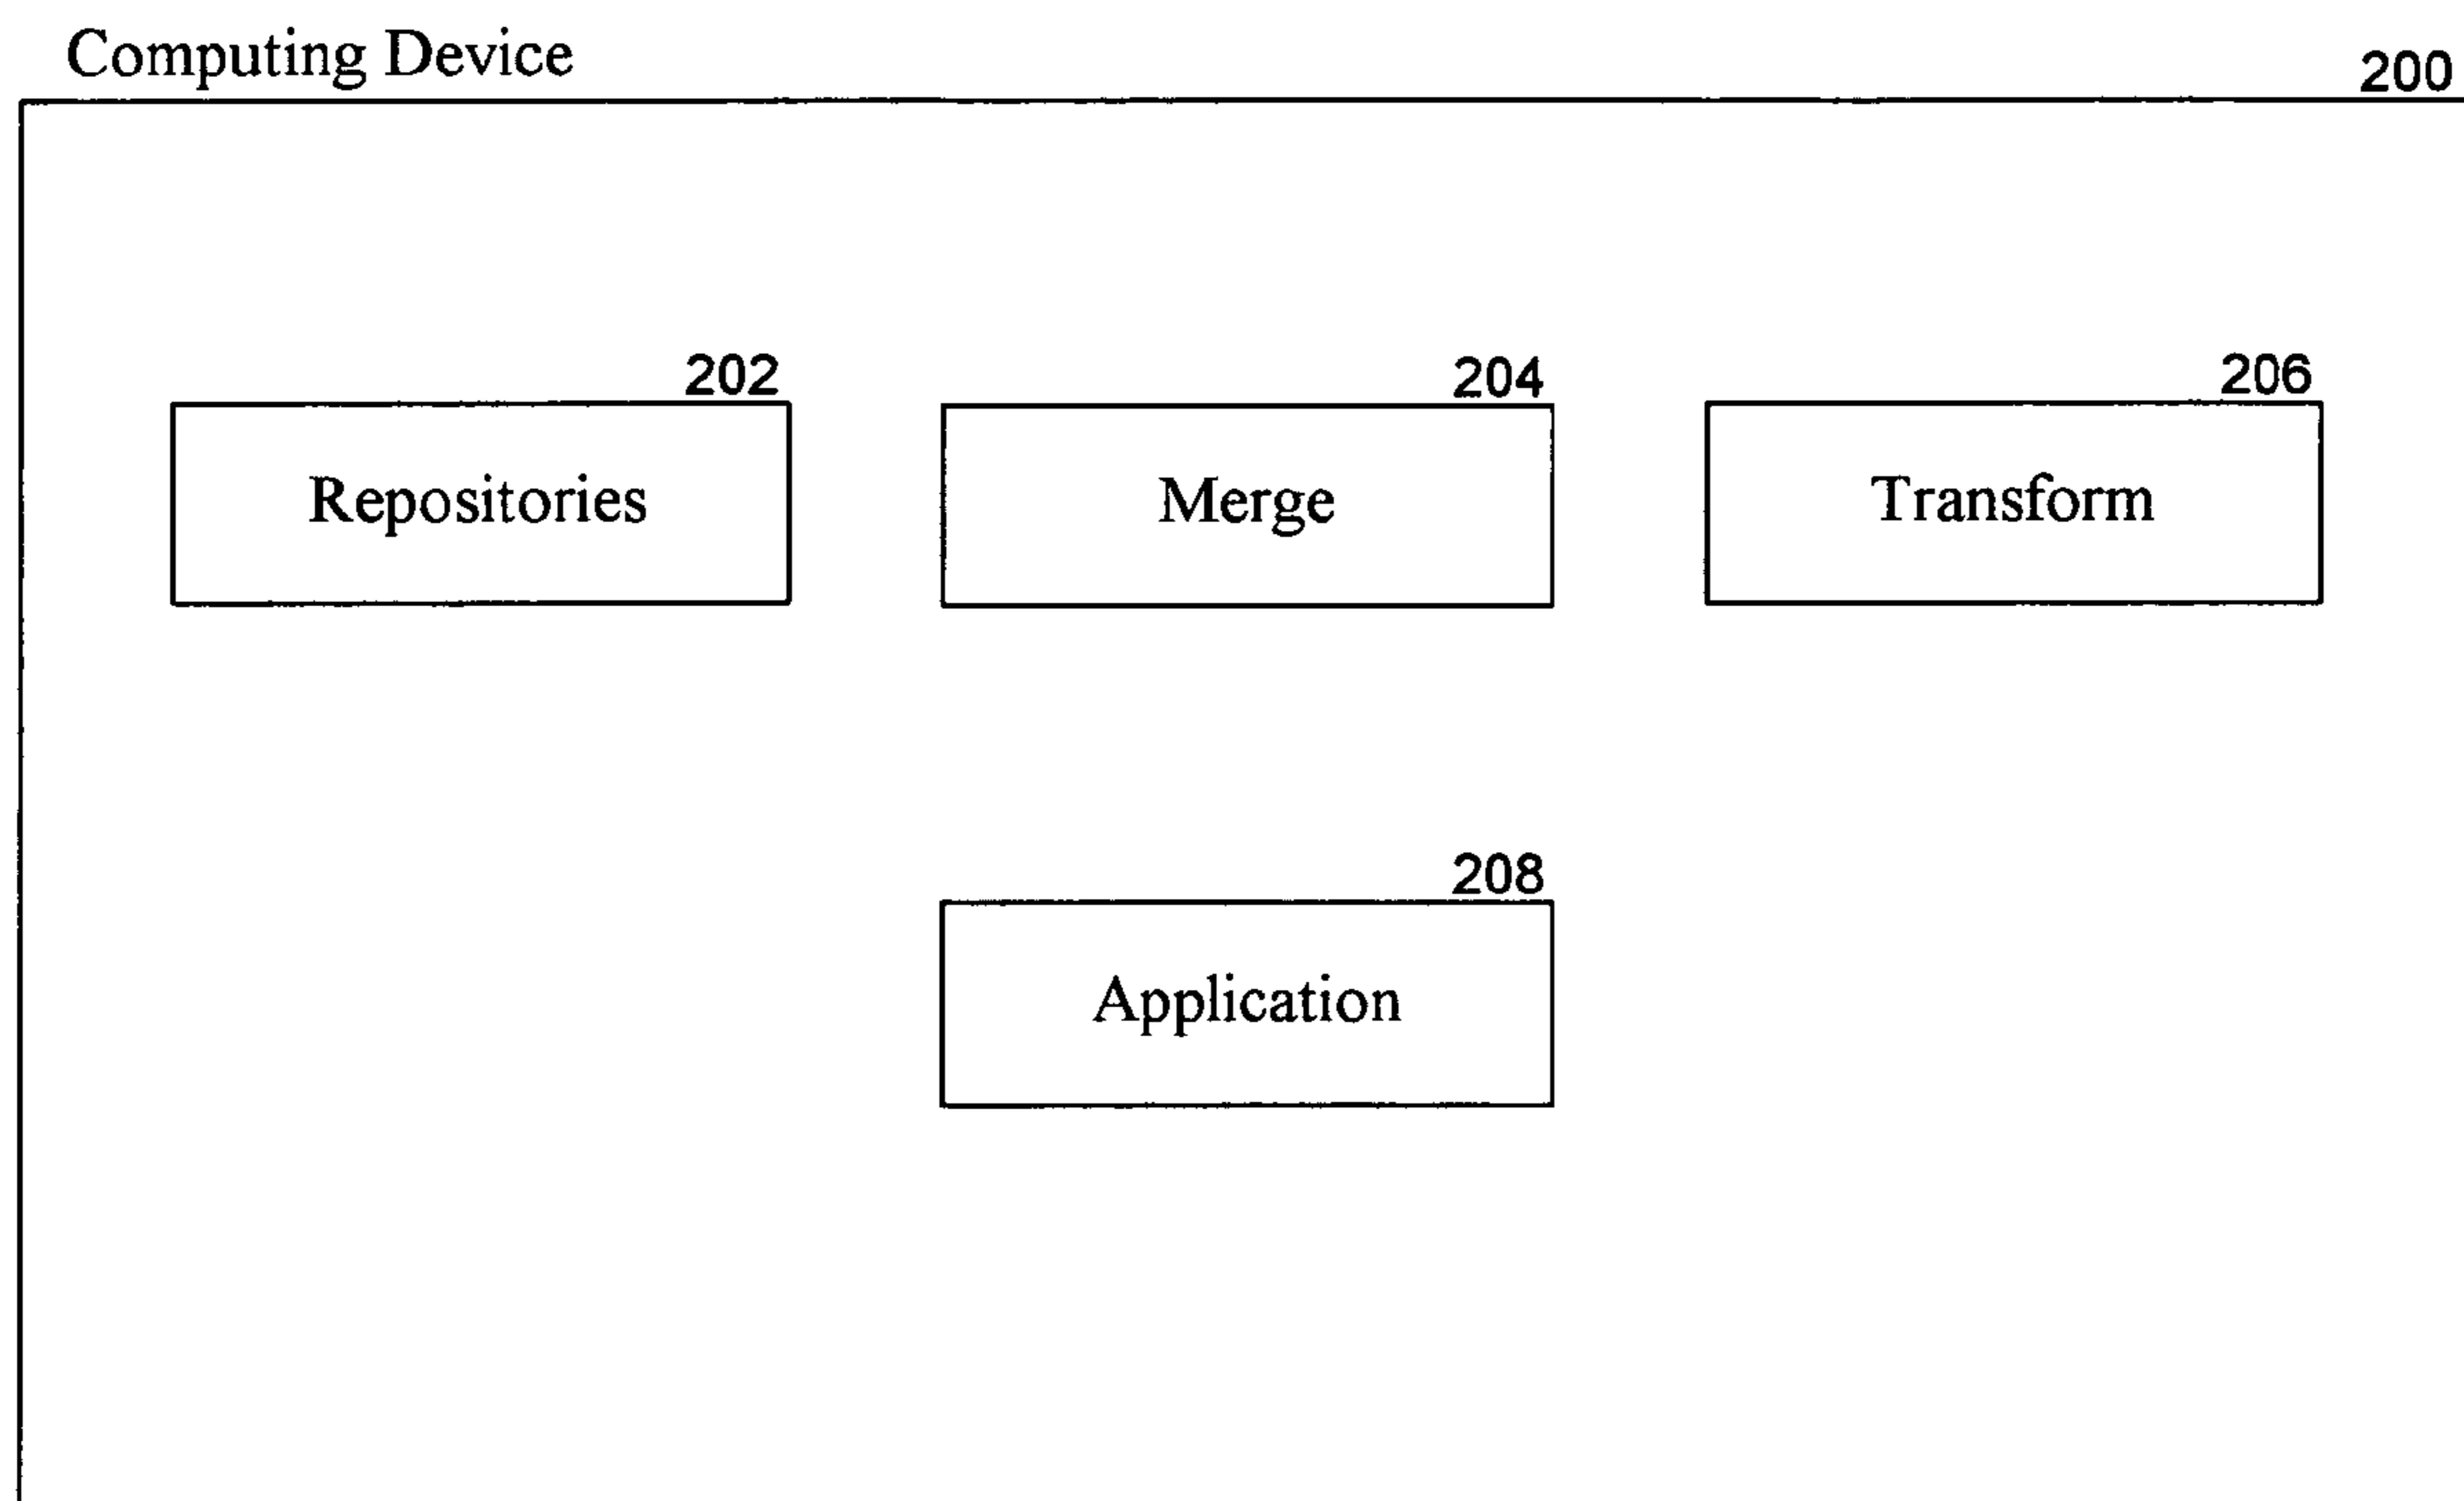 Computing Device
200
202
204
206
Repositories
Merge
Transform
208
Application